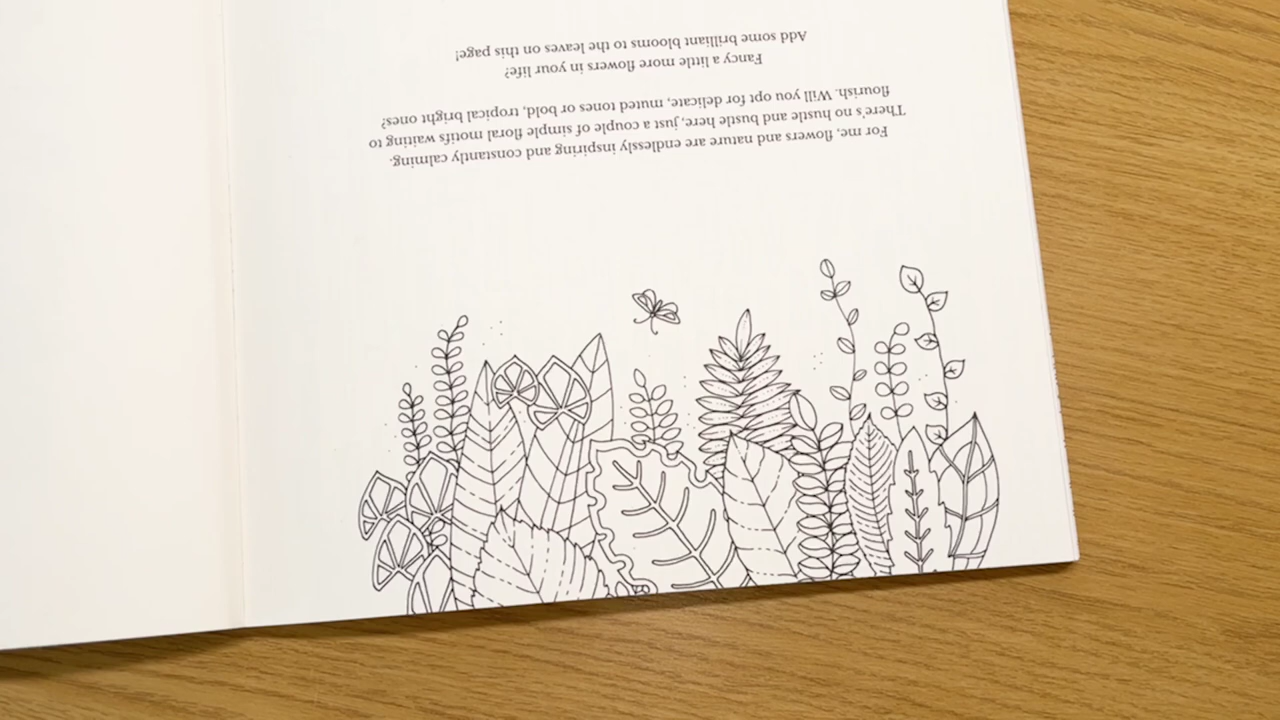 For me, flowers and nature are endlessly inspiring and constantly calming.
There's no hustle and bustle here, just a couple of simple floral motifs waiting to
flourish. Will you opt for delicate, muted tones or bold, tropical bright ones?
Fancy a little more flowers in your life?
Add some brilliant blooms to the leaves on this page!